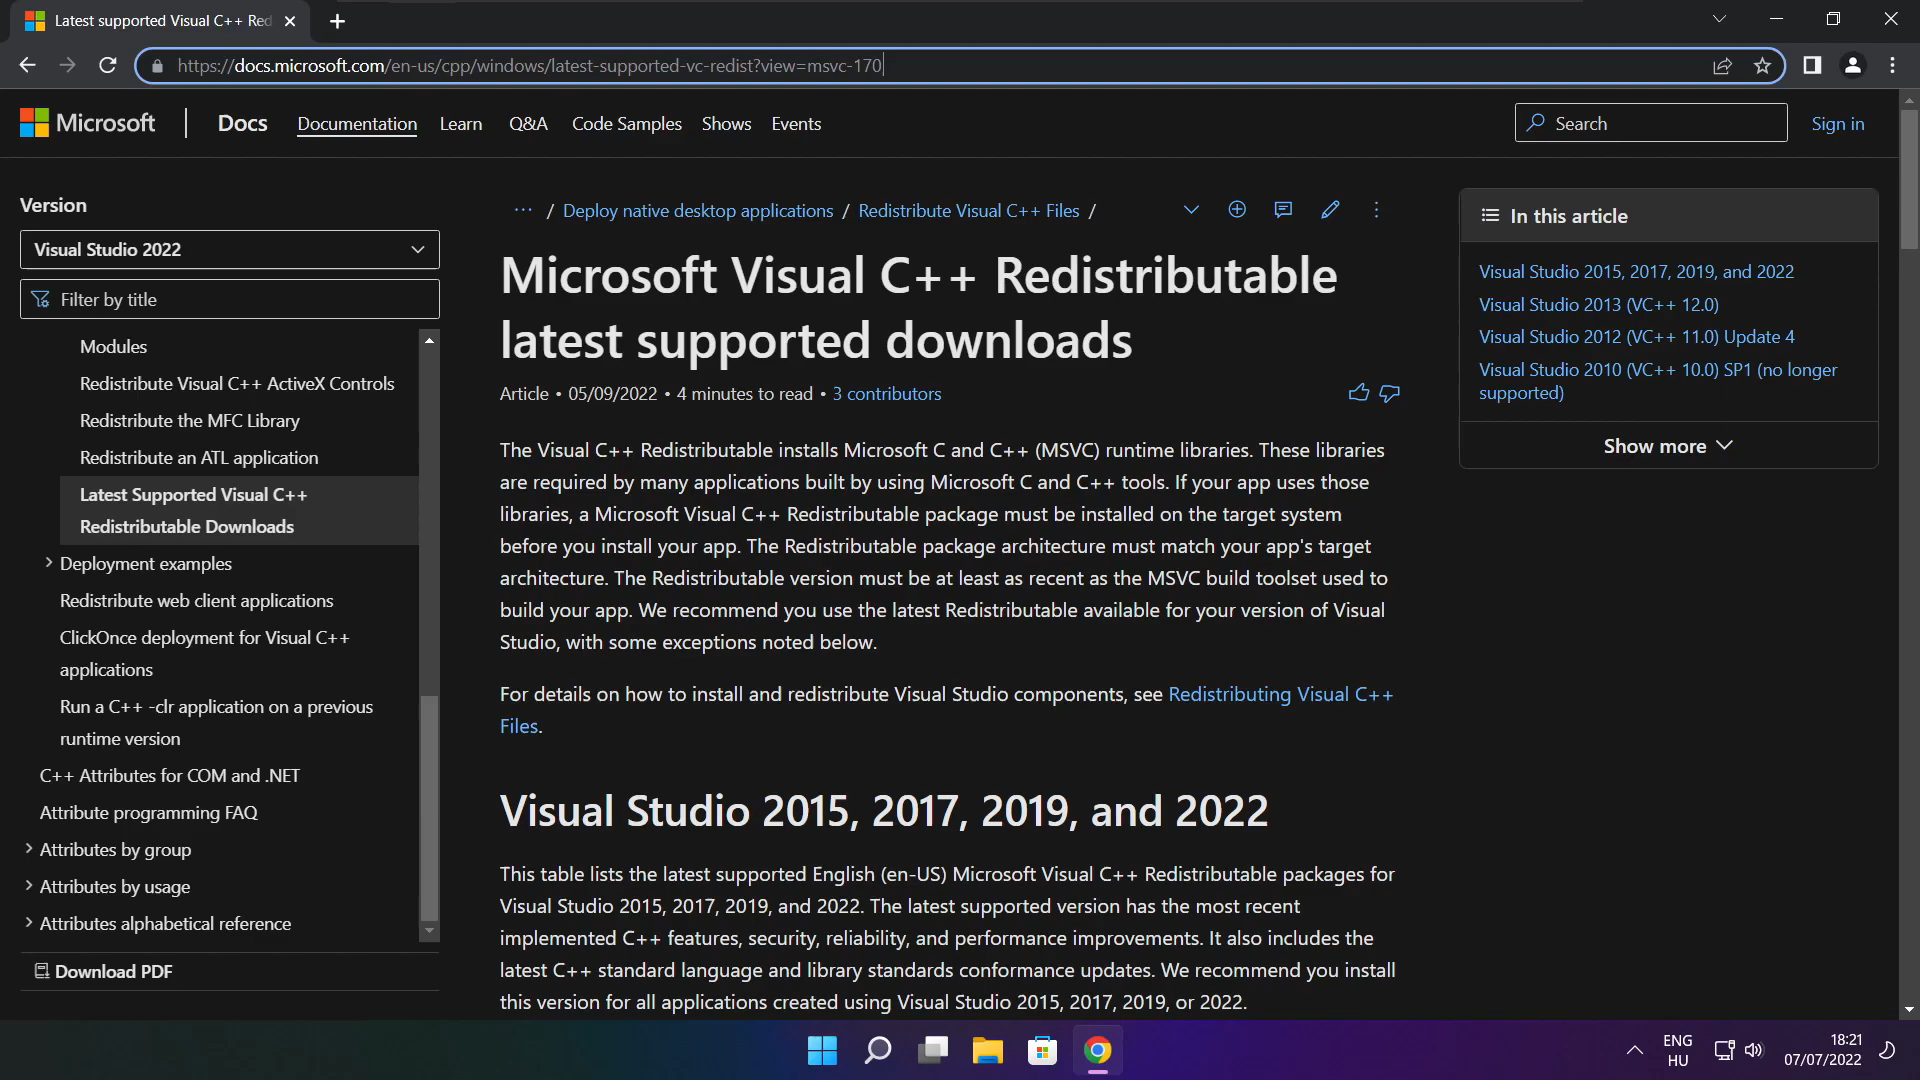 Latest supported Visual C++ Red
https://docs.microsoft.com/en-us/cpp/windows/latest-supported-vc-redist?view=msvc-170
Microsoft
Docs
Documentation
Learn
Q&A
Code Samples
Shows
Events
Search
Sign in
Version
Visual Studio 2022
Filter by title
Modules
Redistribute Visual C++ ActiveX Controls
Redistribute the MFC Library
Redistribute an ATL application
Latest Supported Visual C++
Redistributable Downloads
Deployment examples
Redistribute web client applications
ClickOnce deployment for Visual C++
applications
Run a C++ -clr application on a previous
runtime version
C++ Attributes for COM and .NET
Attribute programming FAQ
Attributes by group
Attributes by usage
Attributes alphabetical reference
Download PDF
··· / Deploy native desktop applications / Redistribute Visual C++ Files /
Microsoft Visual C++ Redistributable
latest supported downloads
Article • 05/09/2022 • 4 minutes to read • 3 contributors
The Visual C++ Redistributable installs Microsoft C and C++ (MSVC) runtime libraries. These libraries
are required by many applications built by using Microsoft C and C++ tools. If your app uses those
libraries, a Microsoft Visual C++ Redistributable package must be installed on the target system
before you install your app. The Redistributable package architecture must match your app's target
architecture. The Redistributable version must be at least as recent as the MSVC build toolset used to
build your app. We recommend you use the latest Redistributable available for your version of Visual
Studio, with some exceptions noted below.
For details on how to install and redistribute Visual Studio components, see Redistributing Visual C++
Files.
Visual Studio 2015, 2017, 2019, and 2022
This table lists the latest supported English (en-US) Microsoft Visual C++ Redistributable packages for
Visual Studio 2015, 2017, 2019, and 2022. The latest supported version has the most recent
implemented C++ features, security, reliability, and performance improvements. It also includes the
latest C++ standard language and library standards conformance updates. We recommend you install
this version for all applications created using Visual Studio 2015, 2017, 2019, or 2022.
In this article
Visual Studio 2015, 2017, 2019, and 2022
Visual Studio 2013 (VC++ 12.0)
Visual Studio 2012 (VC++ 11.0) Update 4
Visual Studio 2010 (VC++ 10.0) SP1 (no longer
supported)
Show more
ENG
HU
18:21
07/07/2022